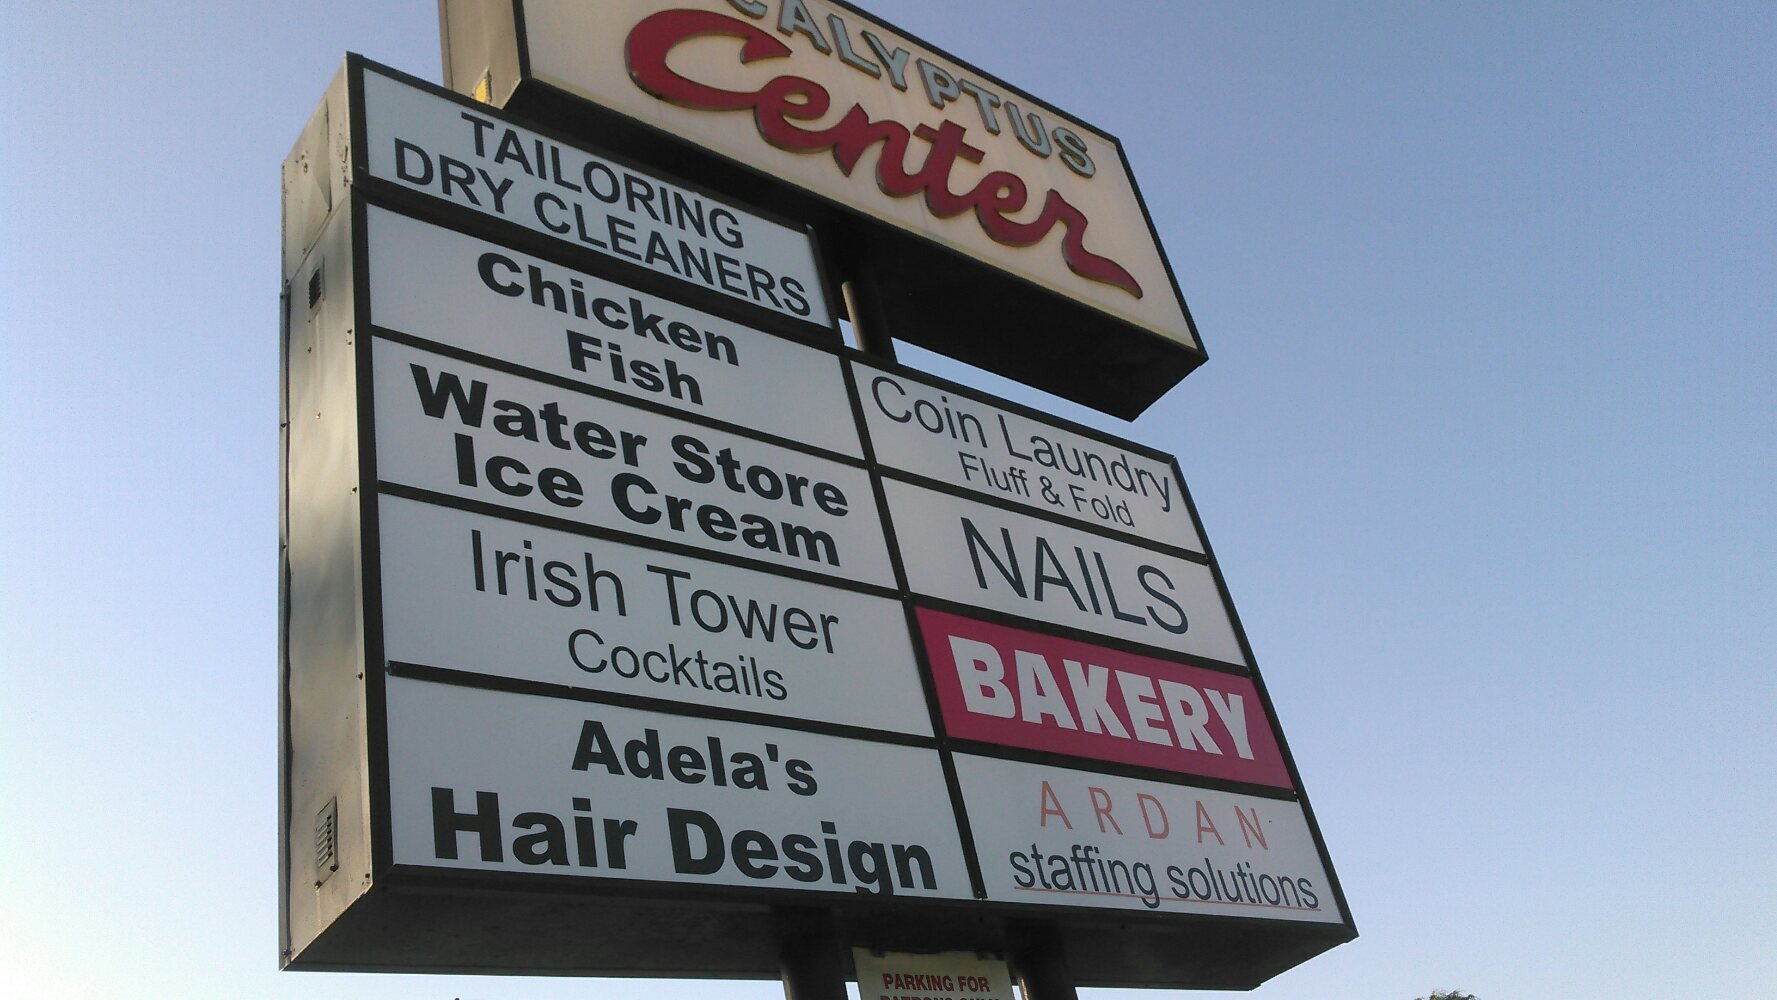 CALYPTUS
Center
TAILORING
DRY CLEANERS
Chicken
Fish
Water Store
Ice Cream
Irish Tower
Cocktails
Adela's
Hair Design
Coin Laundry
Fluff & Fold
NAILS
BAKERY
ARDAN
staffing solutions
PARKING FOR